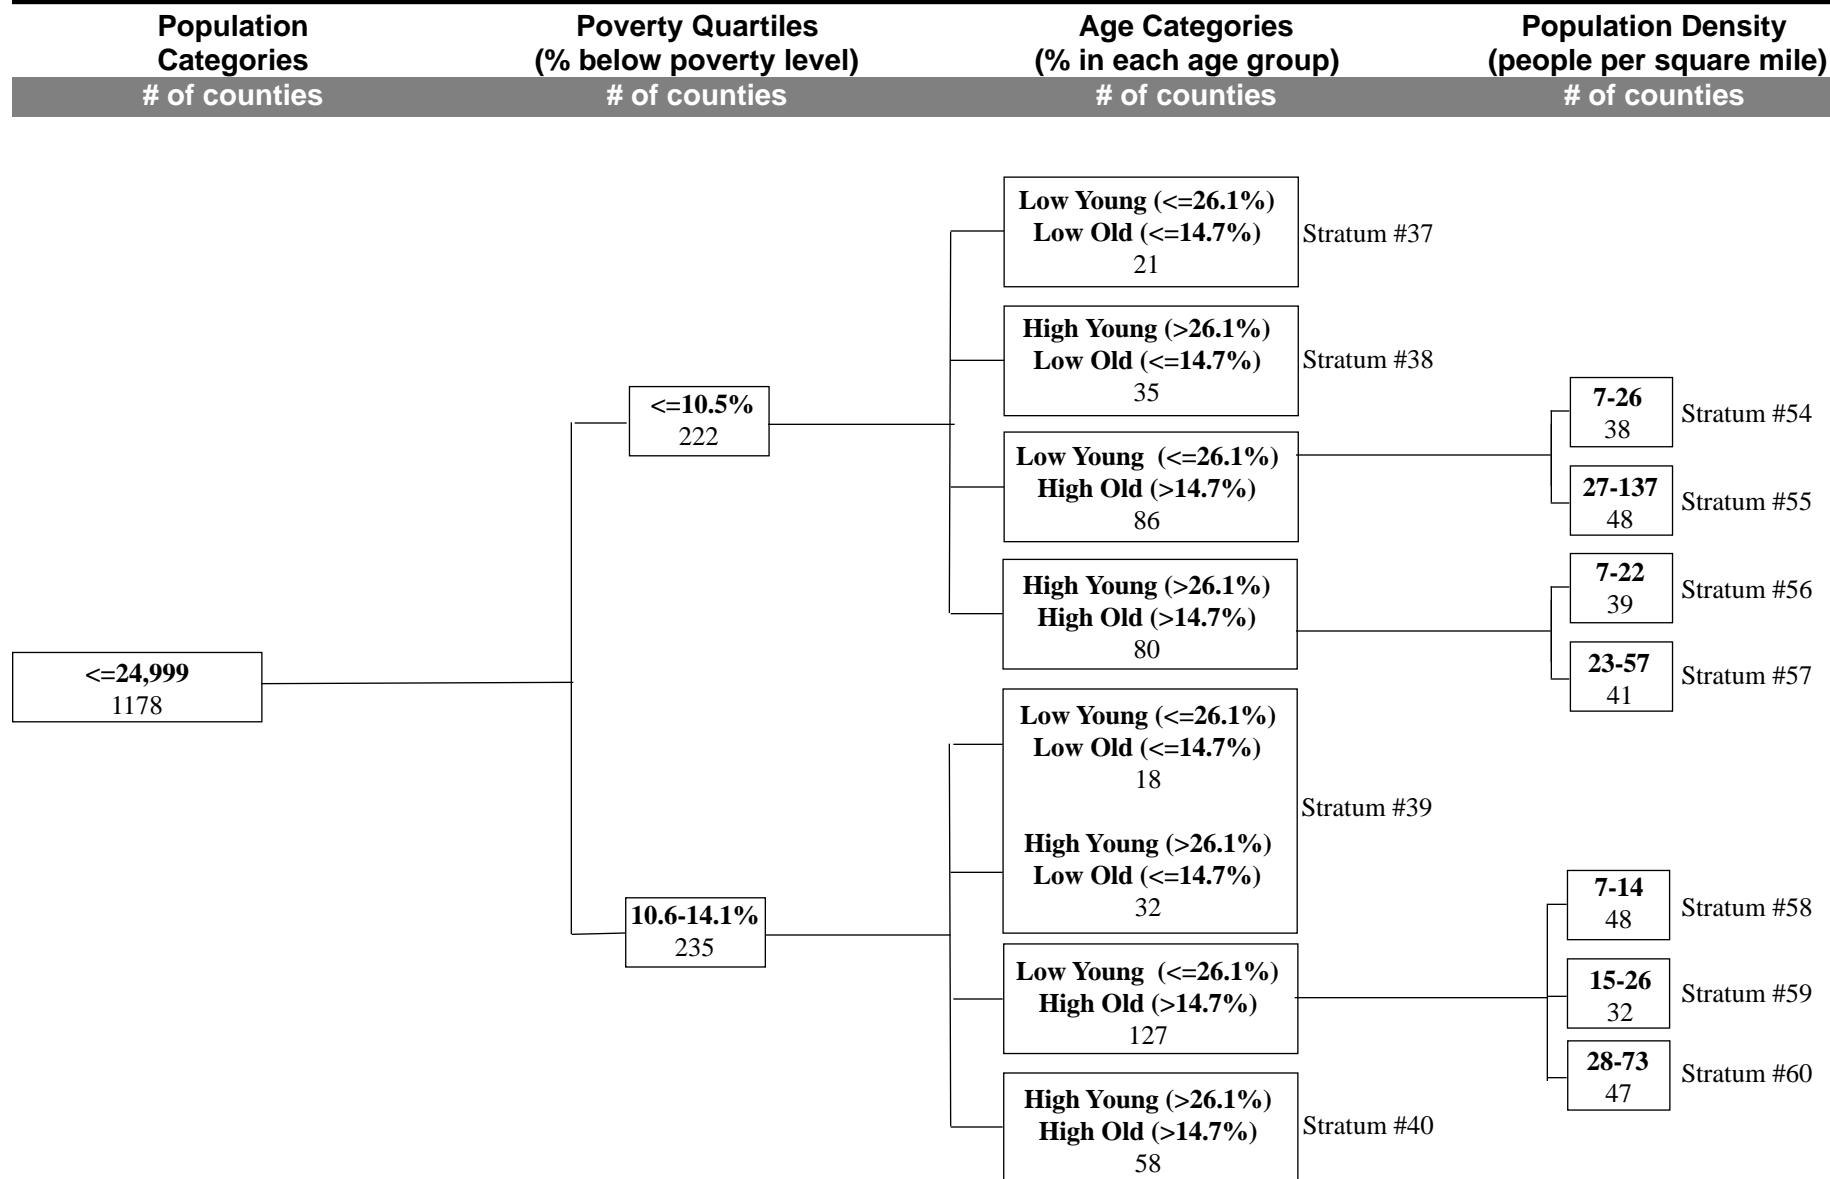 Population
Categories
Poverty Quartiles
(% below poverty level)
Age Categories
(% in each age group)
Population Density
(people per square mile)
# of counties
# of counties
# of counties
# of counties
<=24,999
1178
<=10.5%
222
Low Young (<=26.1%)
Low Old (<=14.7%)
21
Stratum #37
High Young (>26.1%)
Low Old (<=14.7%)
35
Stratum #38
Low Young (<=26.1%)
High Old (>14.7%)
86
7-26
38
Stratum #54
27-137
48
Stratum #55
High Young (>26.1%)
High Old (>14.7%)
80
7-22
39
Stratum #56
23-57
41
Stratum #57
10.6-14.1%
235
Low Young (<=26.1%)
Low Old (<=14.7%)
18
High Young (>26.1%)
Low Old (<=14.7%)
32
Stratum #39
Low Young (<=26.1%)
High Old (>14.7%)
127
7-14
48
Stratum #58
15-26
32
Stratum #59
28-73
47
Stratum #60
High Young (>26.1%)
High Old (>14.7%)
58
Stratum #40